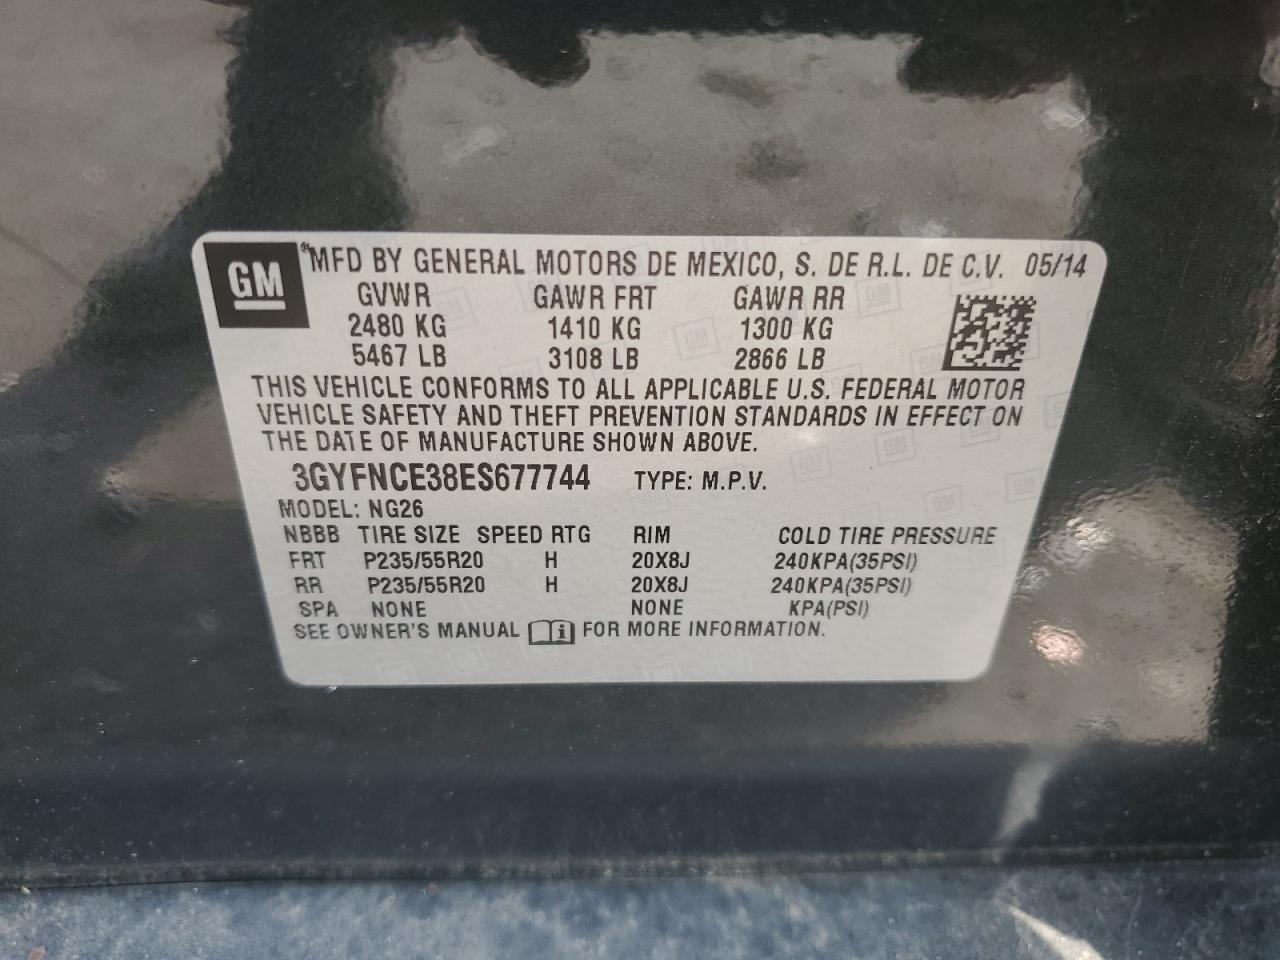 GM
MFD BY GENERAL MOTORS DE MEXICO, S. DE R.L. DE C.V. 05/14
GVWR GAWR FRT GAWR RR
2480 KG 1410 KG 1300 KG
5467 LB 3108 LB 2866 LB
THIS VEHICLE CONFORMS TO ALL APPLICABLE U.S. FEDERAL MOTOR
VEHICLE SAFETY AND THEFT PREVENTION STANDARDS IN EFFECT ON
THE DATE OF MANUFACTURE SHOWN ABOVE.
3GYFNCE38ES677744 TYPE: M.P.V.
MODEL: NG26
NBBB TIRE SIZE SPEED RTG RIM COLD TIRE PRESSURE
FRT P235/55R20 H 20X8J 240KPA(35PSI)
RR P235/55R20 H 20X8J 240KPA(35PSI)
SPA NONE NONE KPA(PSI)
SEE OWNER'S MANUAL i FOR MORE INFORMATION.